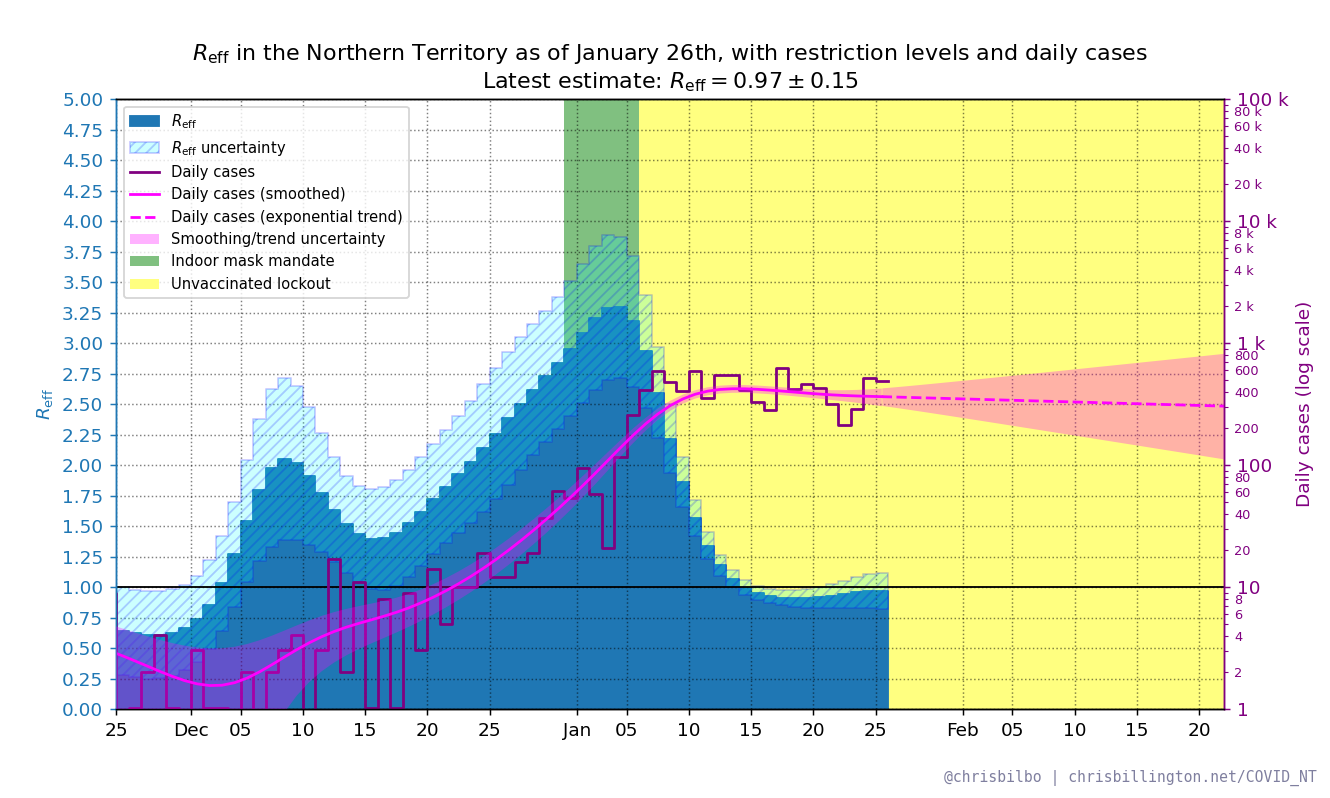 R_eff in the Northern Territory as of January 26th, with restriction levels and daily cases
Latest estimate: R_eff = 0.97 ± 0.15
R_eff
R_eff uncertainty
Daily cases
Daily cases (smoothed)
Daily cases (exponential trend)
Smoothing/trend uncertainty
Indoor mask mandate
Unvaccinated lockout
R_eff
5.00
4.75
4.50
4.25
4.00
3.75
3.50
3.25
3.00
2.75
2.50
2.25
2.00
1.75
1.50
1.25
1.00
0.75
0.50
0.25
0.00
100 k
80 k
60 k
40 k
20 k
10 k
8 k
6 k
4 k
2 k
1 k
800
600
400
200
100
80
60
40
20
10
8
6
4
2
1
Daily cases (log scale)
25 Dec 05 10 15 20 25 Jan 05 10 15 20 25 Feb 05 10 15 20
@chrisbilbo | chrisbillington.net/COVID_NT